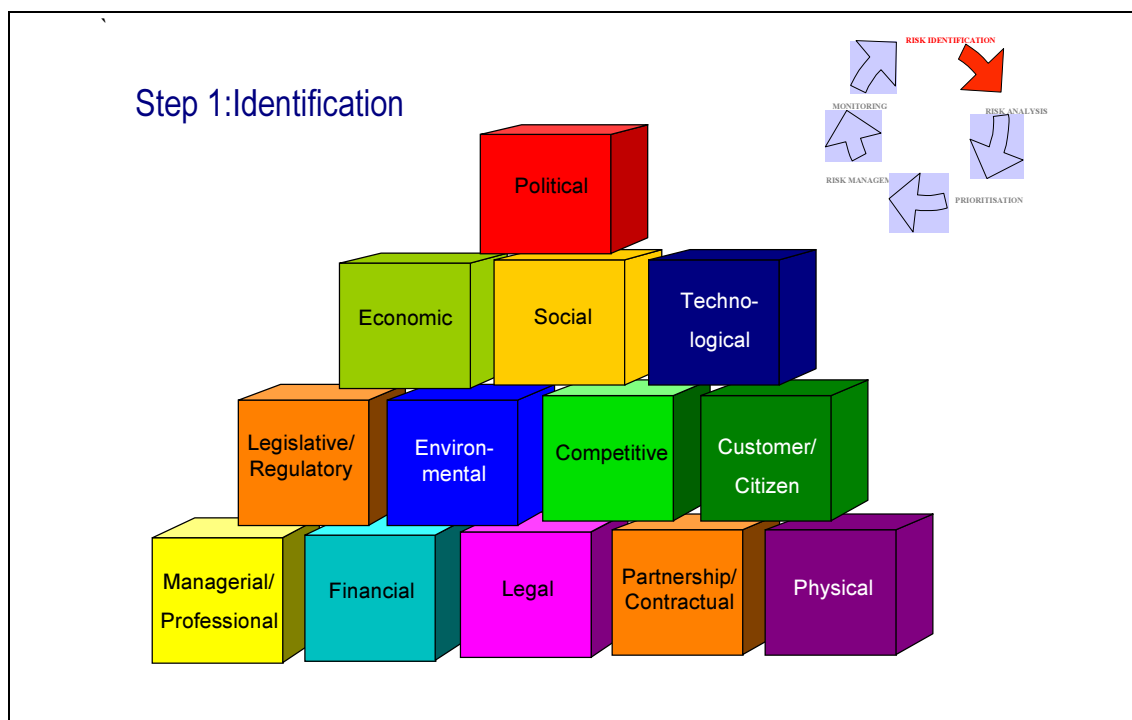 `
RISK IDENTIFICATION
Step 1:Identification
MONITORING
RISK ANALYSIS
RISK MANAGEM
PRIORITISATION
Political
Economic
Social
Techno-
logical
Legislative/
Regulatory
Environ-
mental
Competitive
Customer/
Citizen
Managerial/
Professional
Financial
Legal
Partnership/
Contractual
Physical